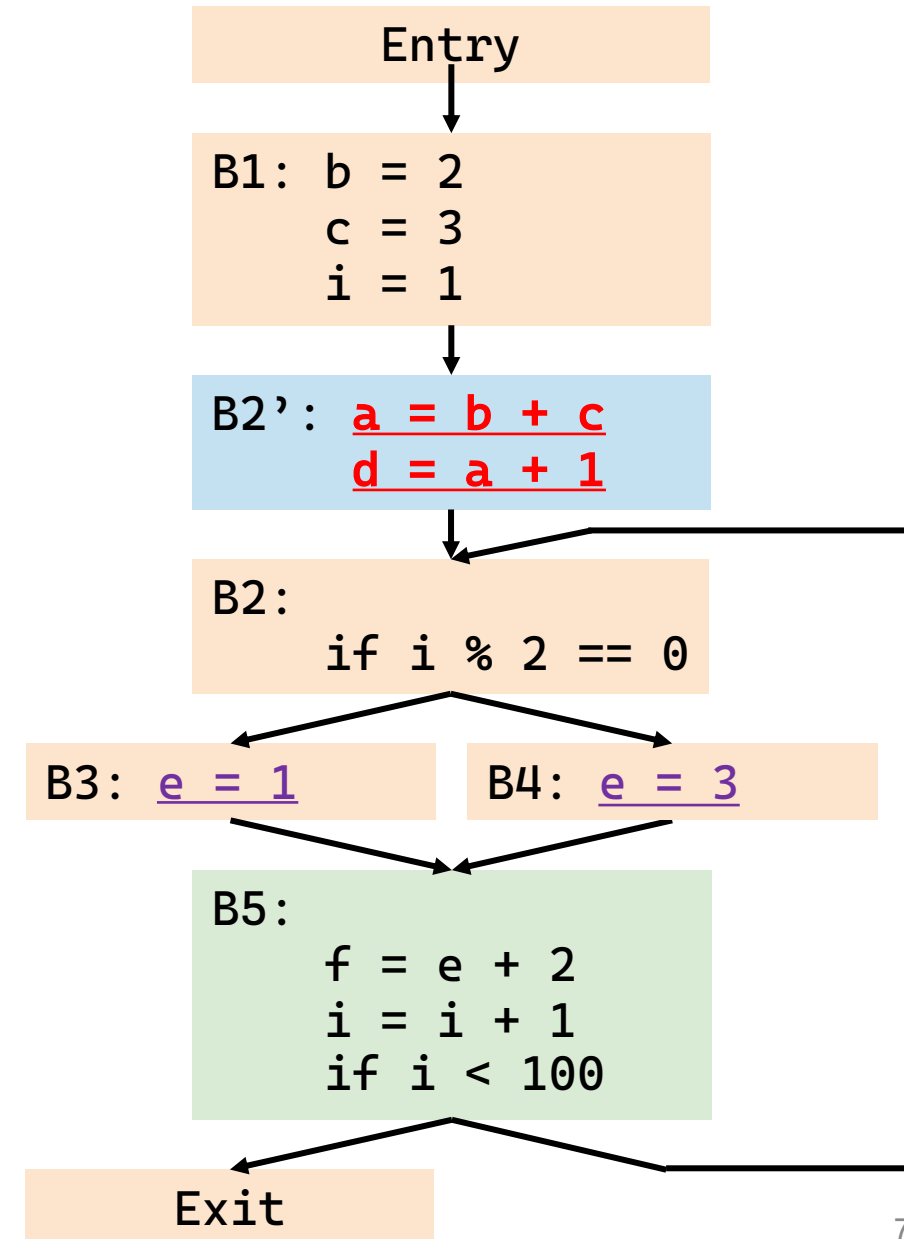 Entry
B1: b = 2
c = 3
i = 1
B2’: a = b + c
d = a + 1
B2:
if i % 2 == 0
B3: e = 1
B4: e = 3
B5:
f = e + 2
i = i + 1
if i < 100
Exit
7